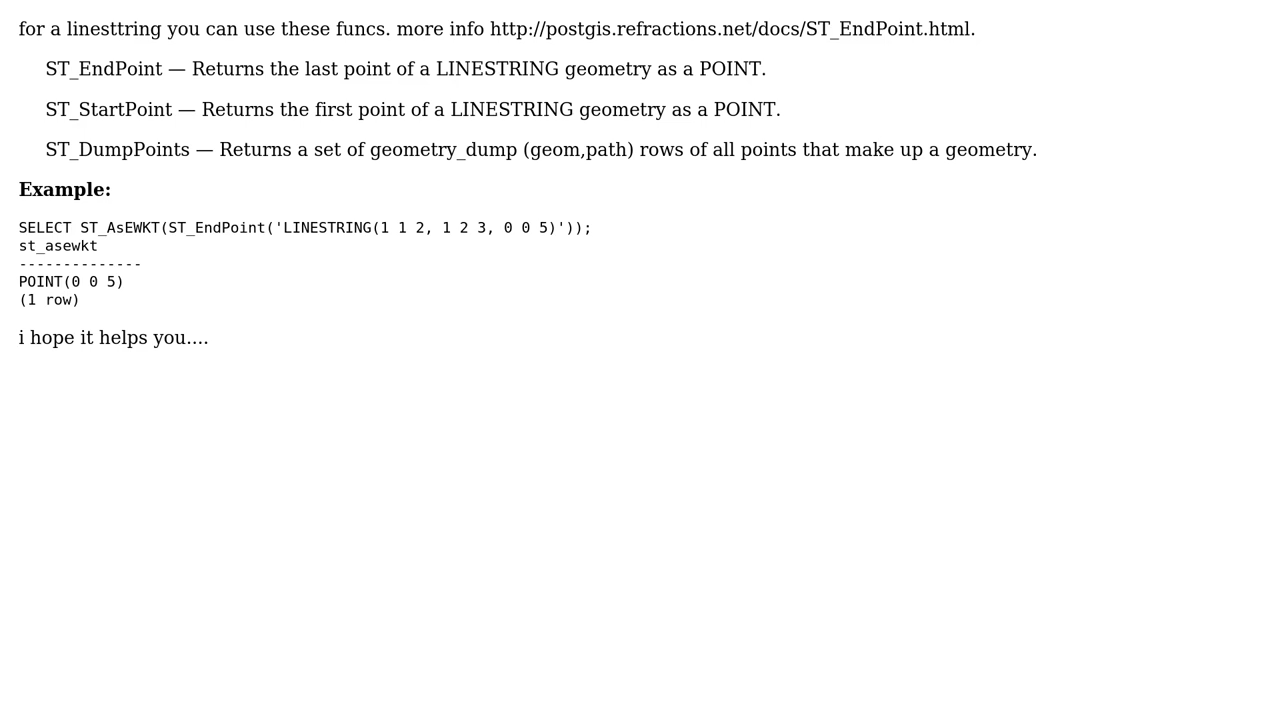 for a linesttring you can use these funcs. more info http://postgis.refractions.net/docs/ST_EndPoint.html.
ST_EndPoint — Returns the last point of a LINESTRING geometry as a POINT.
ST_StartPoint — Returns the first point of a LINESTRING geometry as a POINT.
ST_DumpPoints — Returns a set of geometry_dump (geom,path) rows of all points that make up a geometry.
Example:
SELECT ST_AsEWKT(ST_EndPoint('LINESTRING(1 1 2, 1 2 3, 0 0 5)'));
st_asewkt
--------------
POINT(0 0 5)
(1 row)
i hope it helps you....